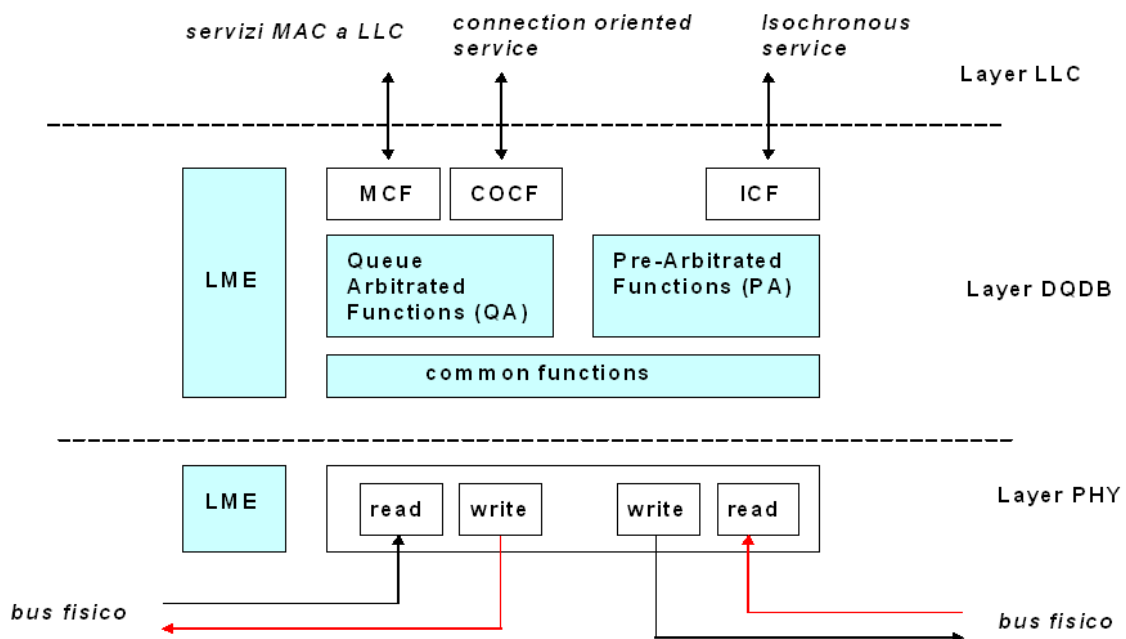 servizi MAC a LLC
connection oriented
service
Isochronous
service
Layer LLC
MCF
COCF
ICF
LME
Queue
Arbitrated
Functions (QA)
Pre-Arbitrated
Functions (PA)
Layer DQDB
common functions
LME
read
write
write
read
Layer PHY
bus fisico
bus fisico